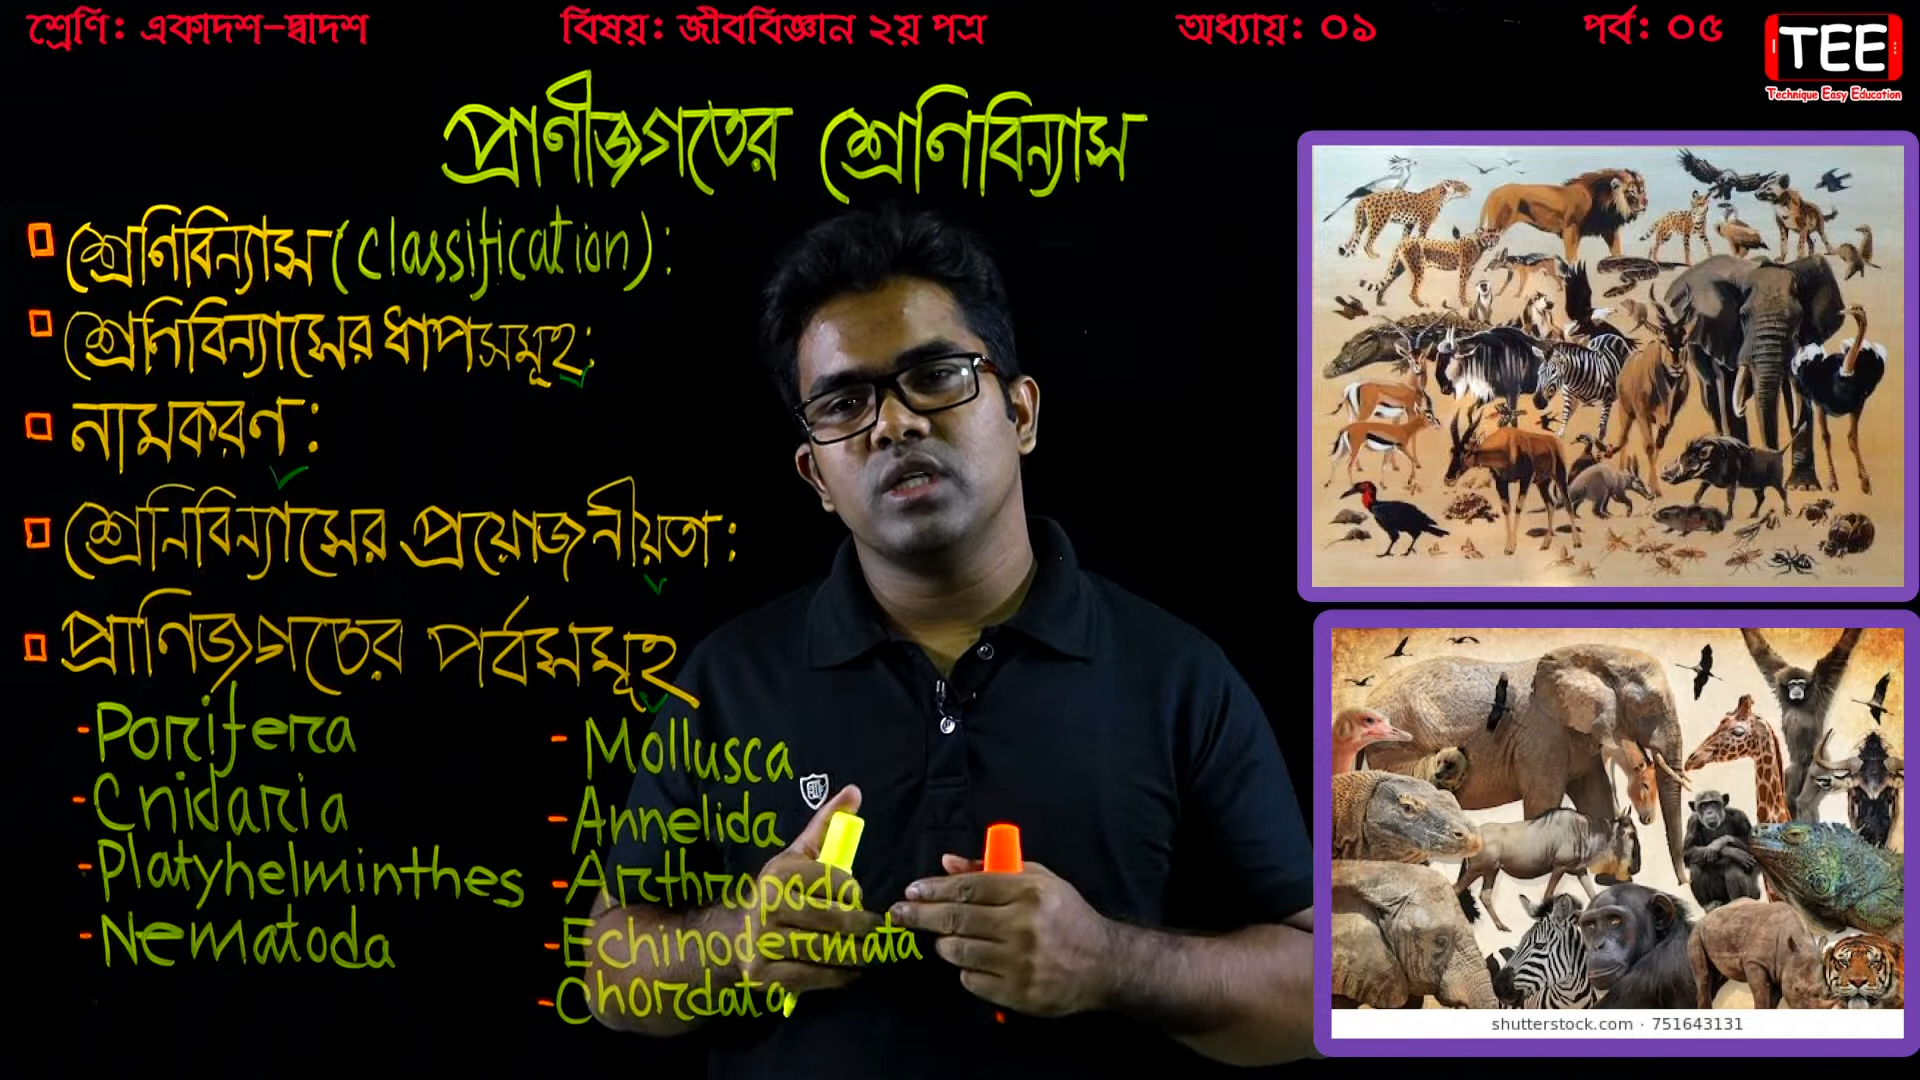 শ্রেণি: একাদশ-দ্বাদশ বিষয়: জীববিজ্ঞান ২য় পত্র অধ্যায়: ০১ পর্ব: ০৫
TEE
Technique Easy Education
প্রাণীজগতের শ্রেণিবিন্যাস
শ্রেণিবিন্যাস (classification):
শ্রেণিবিন্যাসের ধাপসমূহ:
নামকরণ:
শ্রেনিবিন্যাসের প্রয়োজনীয়তা:
প্রানিজগতের পর্বসমূহ
- Porifera
- Cnidaria
- Platyhelminthes
- Nematoda
- Mollusca
- Annelida
- Arthropoda
- Echinodermata
- Chordata
shutterstock.com · 751643131